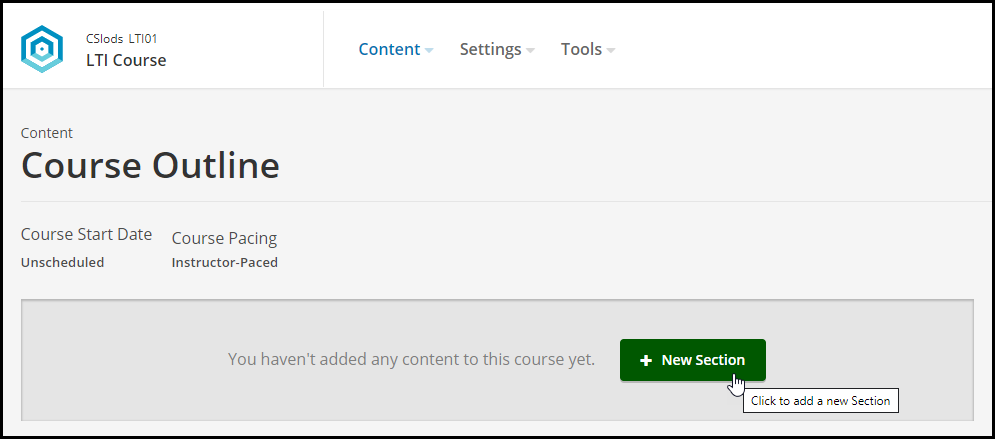 CSlods LTI01
LTI Course
Content Settings Tools
Content
Course Outline
Course Start Date Course Pacing
Unscheduled Instructor-Paced
You haven't added any content to this course yet. + New Section
Click to add a new Section